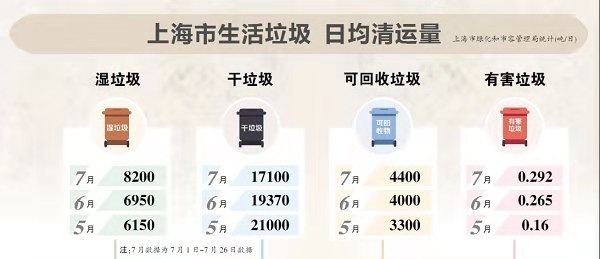 上海市生活垃圾 日均清运量 上海市绿化和市容管理局统计(吨/日)
湿垃圾 干垃圾 可回收垃圾 有害垃圾
湿垃圾 干垃圾 可回收物 有害垃圾
7月 8200 7月 17100 7月 4400 7月 0.292
6月 6950 6月 19370 6月 4000 6月 0.265
5月 6150 5月 21000 5月 3300 5月 0.16
注:7月数据为7月1日-7月26日数据